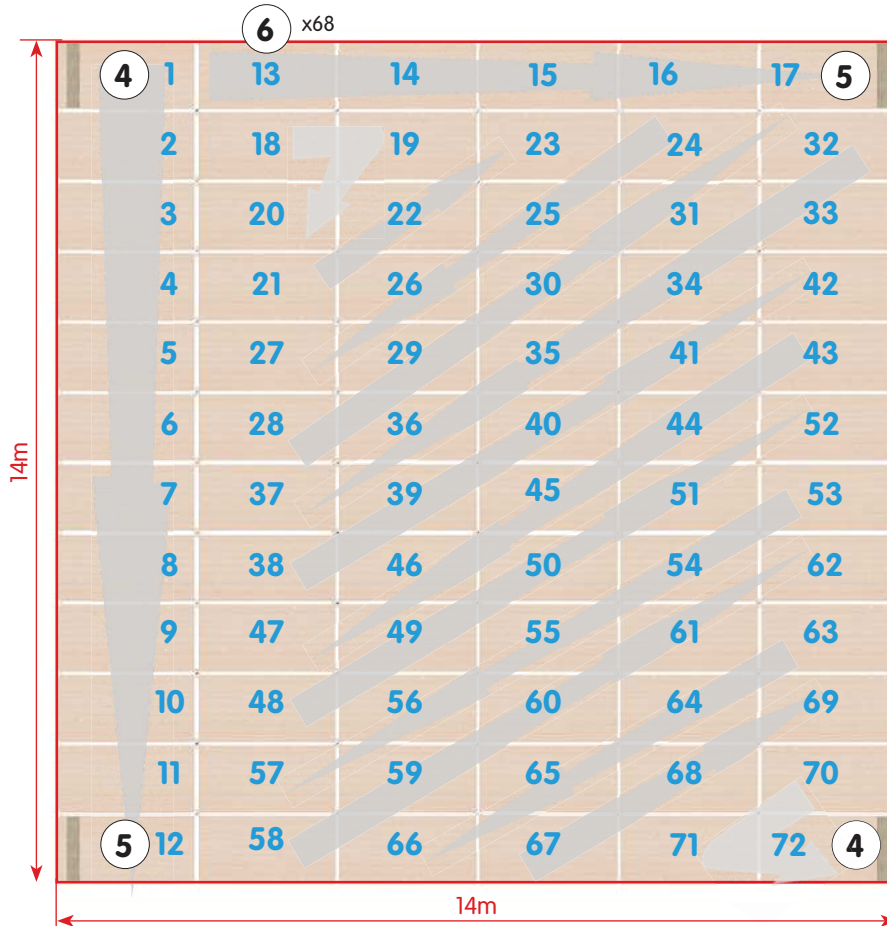 6 x68
4 1 13 14 15 16 17 5
2 18 19 23 24 32
3 20 22 25 31 33
4 21 26 30 34 42
5 27 29 35 41 43
6 28 36 40 44 52
14m
7 37 39 45 51 53
8 38 46 50 54 62
9 47 49 55 61 63
10 48 56 60 64 69
11 57 59 65 68 70
5 12 58 66 67 71 72 4
14m